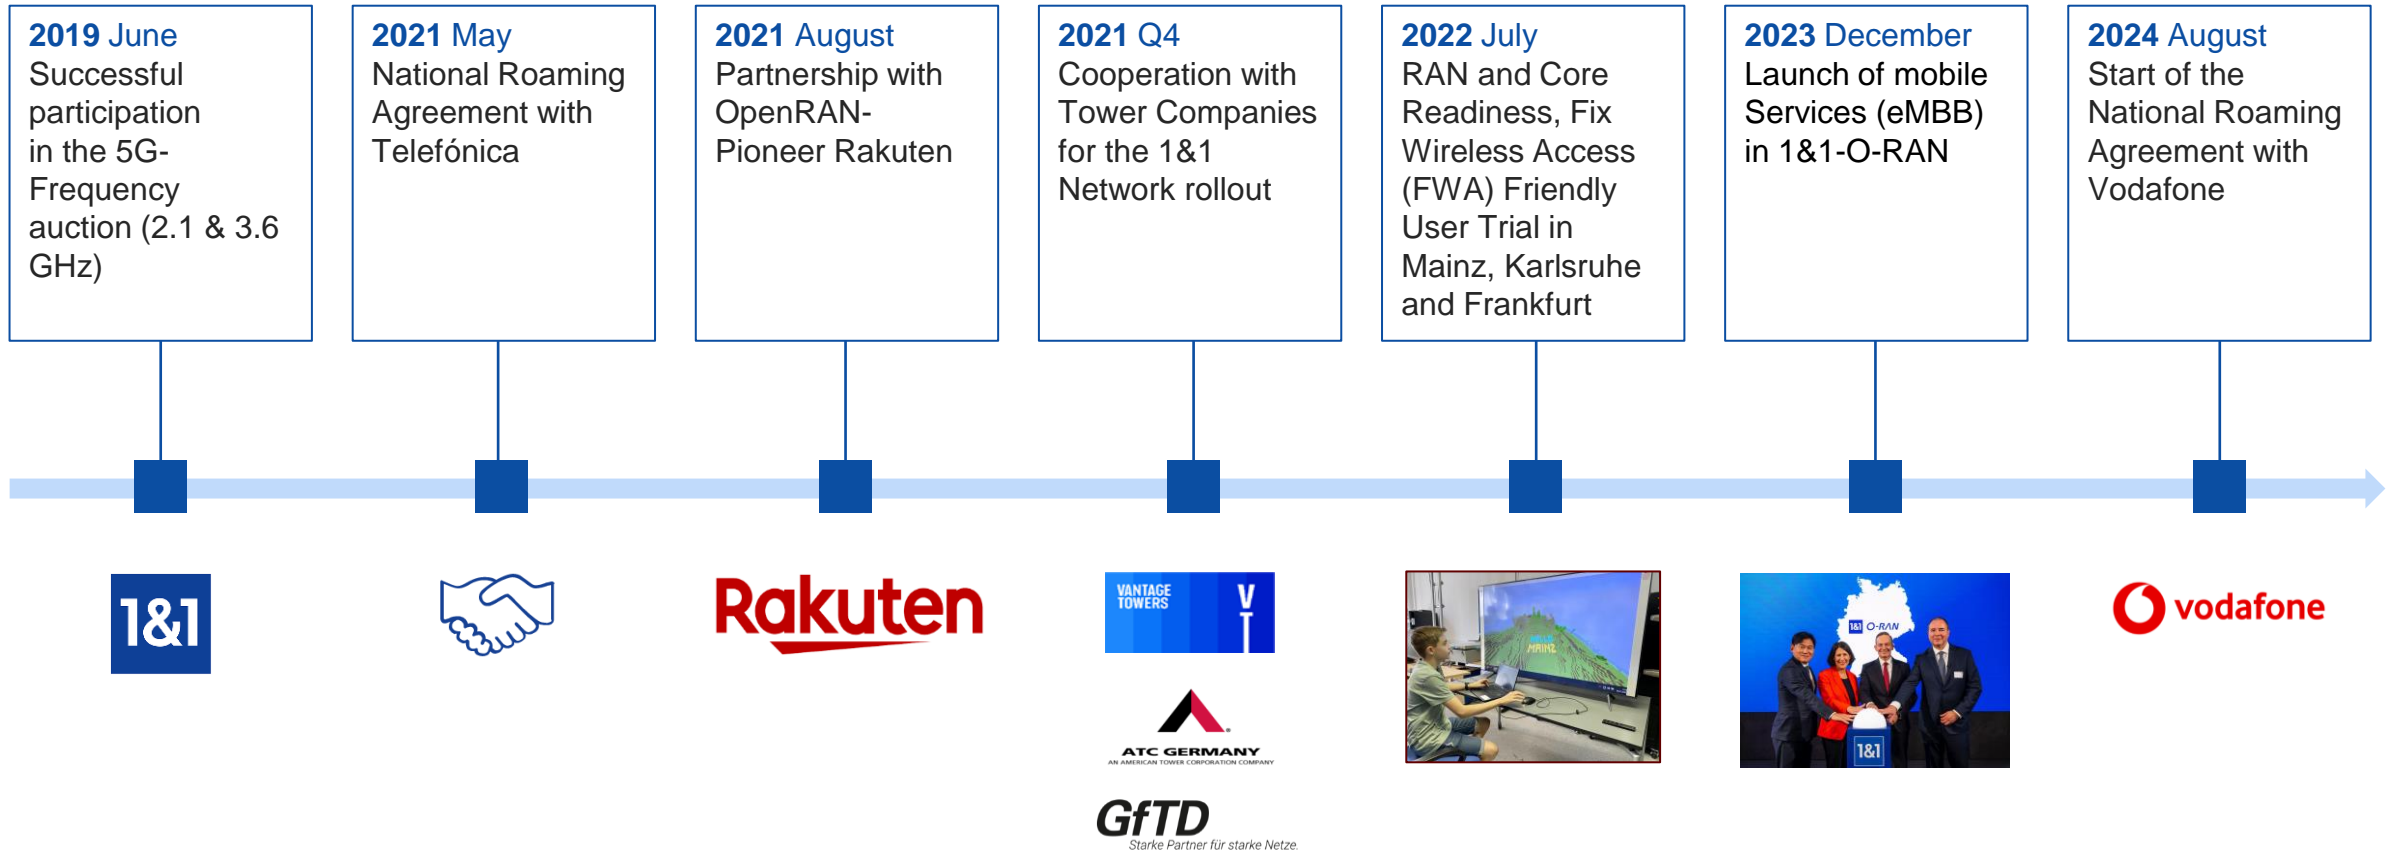 2019 June
Successful
participation
in the 5G-
Frequency
auction (2.1 & 3.6
GHz)
2021 May
National Roaming
Agreement with
Telefónica
2021 August
Partnership with
OpenRAN-
Pioneer Rakuten
2021 Q4
Cooperation with
Tower Companies
for the 1&1
Network rollout
2022 July
RAN and Core
Readiness, Fix
Wireless Access
(FWA) Friendly
User Trial in
Mainz, Karlsruhe
and Frankfurt
2023 December
Launch of mobile
Services (eMBB)
in 1&1-O-RAN
2024 August
Start of the
National Roaming
Agreement with
Vodafone
1&1
Rakuten
VANTAGE
TOWERS
V
T
ATC GERMANY
AN AMERICAN TOWER CORPORATION COMPANY
GfTD
Starke Partner für starke Netze.
HELLO
MAINZ
1&1 O-RAN
1&1
vodafone